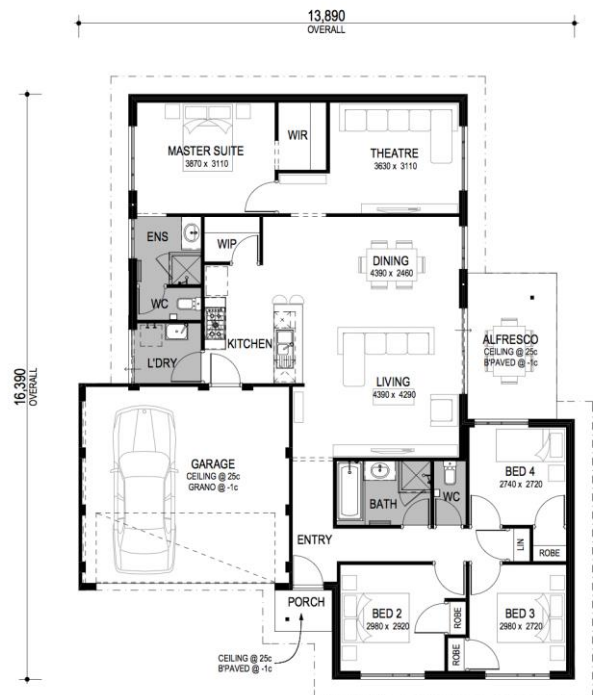 13,890
OVERALL
16,390
OVERALL
MASTER SUITE
3870 x 3110
WIR
THEATRE
3630 x 3110
ENS
WIP
DINING
4390 x 2460
WC
KITCHEN
L'DRY
LIVING
4390 x 4290
ALFRESCO
CEILING @ 25c
B'PAVED @ -1c
GARAGE
CEILING @ 25c
GRANO @ -1c
BATH
WC
BED 4
2740 x 2720
ENTRY
LIN
ROBE
PORCH
BED 2
2980 x 2920
ROBE
ROBE
BED 3
2980 x 2720
CEILING @ 25c
B'PAVED @ -1c